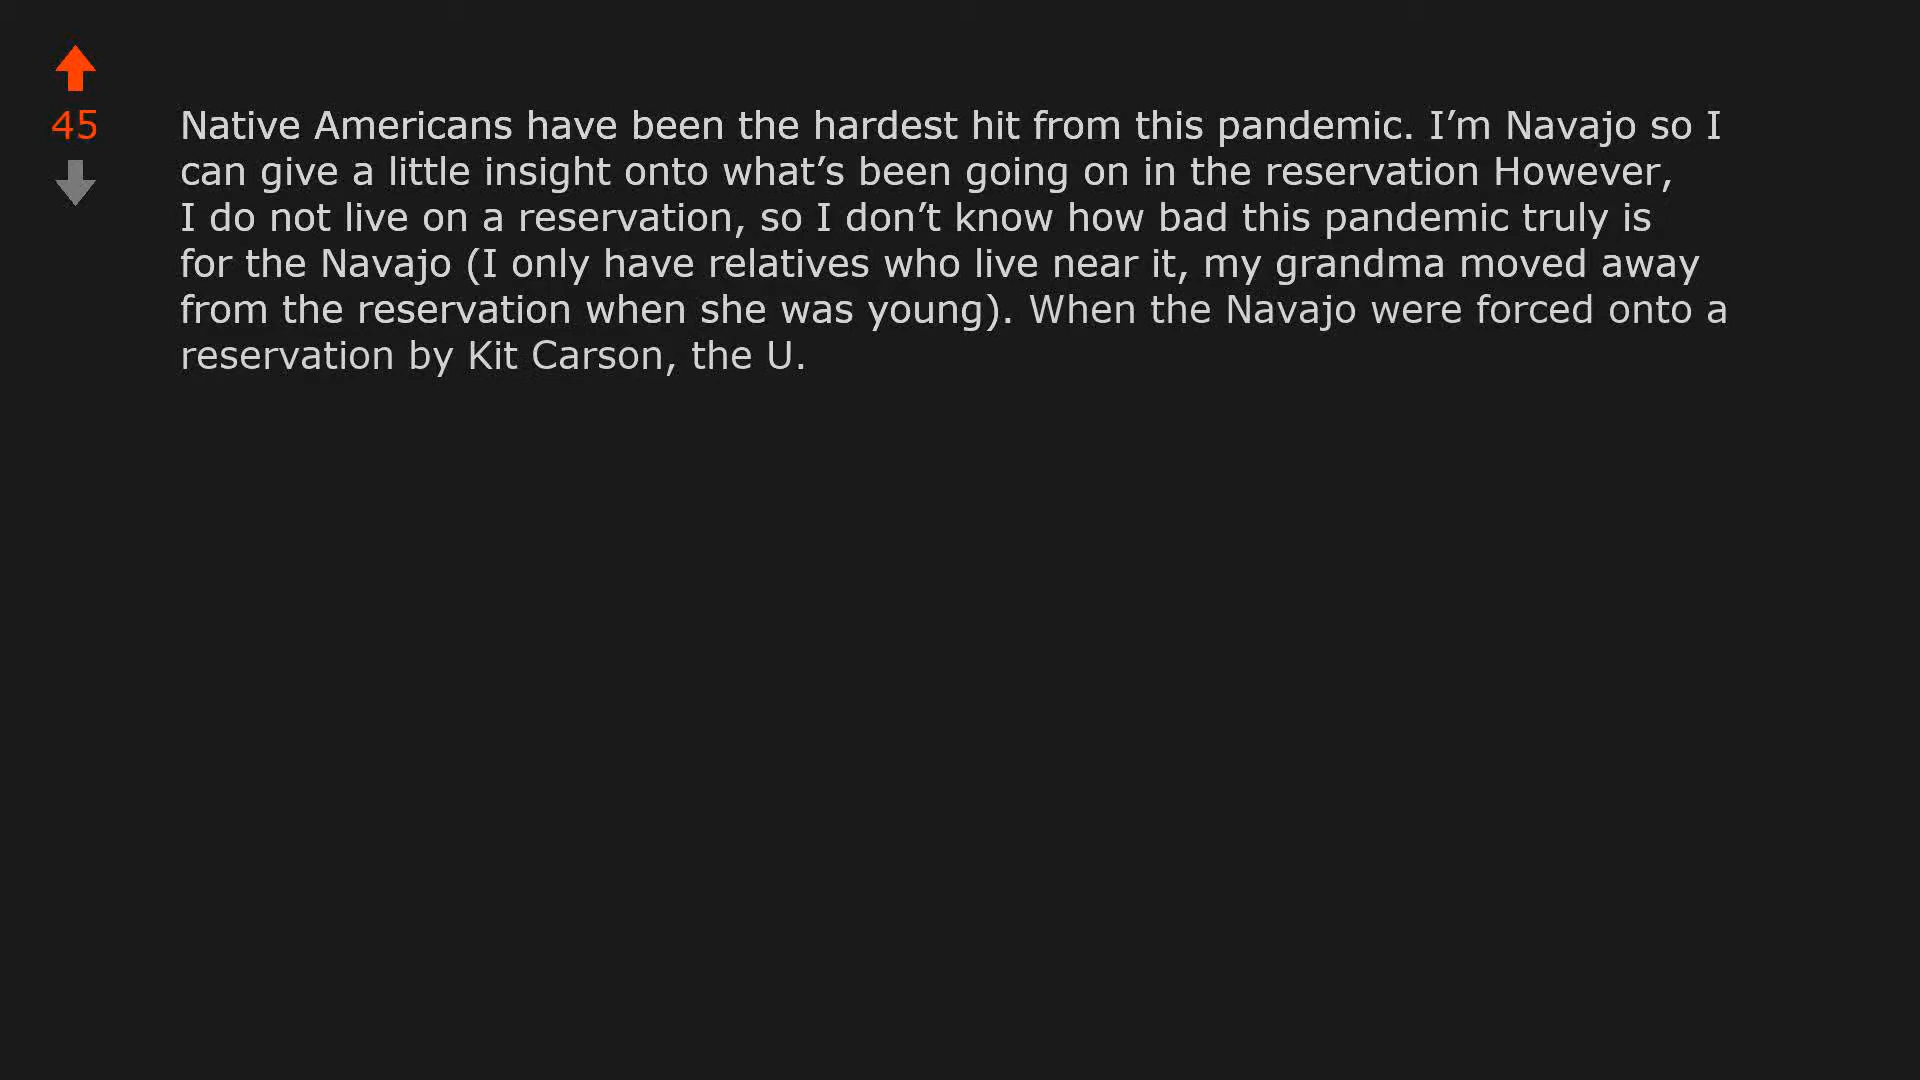 45
Native Americans have been the hardest hit from this pandemic. I’m Navajo so I
can give a little insight onto what’s been going on in the reservation However,
I do not live on a reservation, so I don’t know how bad this pandemic truly is
for the Navajo (I only have relatives who live near it, my grandma moved away
from the reservation when she was young). When the Navajo were forced onto a
reservation by Kit Carson, the U.